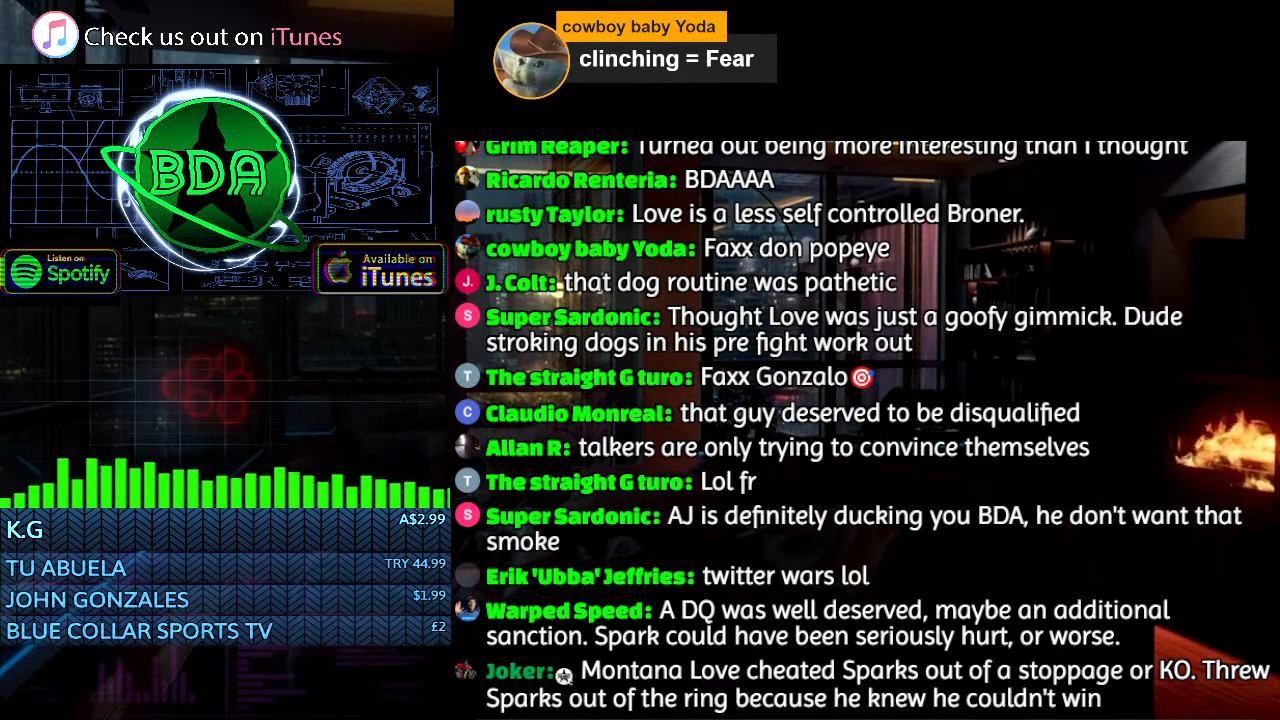 Check us out on iTunes
BDA
Listen on
Spotify
Available on
iTunes
K.G A$2.99
TU ABUELA TRY 44.99
JOHN GONZALES $1.99
BLUE COLLAR SPORTS TV £2
cowboy baby Yoda
clinching = Fear
Grim Reaper: Turned out being more interesting than I thought
Ricardo Renteria: BDAAAA
rusty Taylor: Love is a less self controlled Broner.
cowboy baby Yoda: Faxx don popeye
J. J. Colt: that dog routine was pathetic
S Super Sardonic: Thought Love was just a goofy gimmick. Dude
stroking dogs in his pre fight work out
T The straight G turo: Faxx Gonzalo🎯
C Claudio Monreal: that guy deserved to be disqualified
Allan R: talkers are only trying to convince themselves
T The straight G turo: Lol fr
S Super Sardonic: AJ is definitely ducking you BDA, he don't want that
smoke
Erik 'Ubba' Jeffries: twitter wars lol
Warped Speed: A DQ was well deserved, maybe an additional
sanction. Spark could have been seriously hurt, or worse.
Joker: Montana Love cheated Sparks out of a stoppage or KO. Threw
Sparks out of the ring because he knew he couldn't win